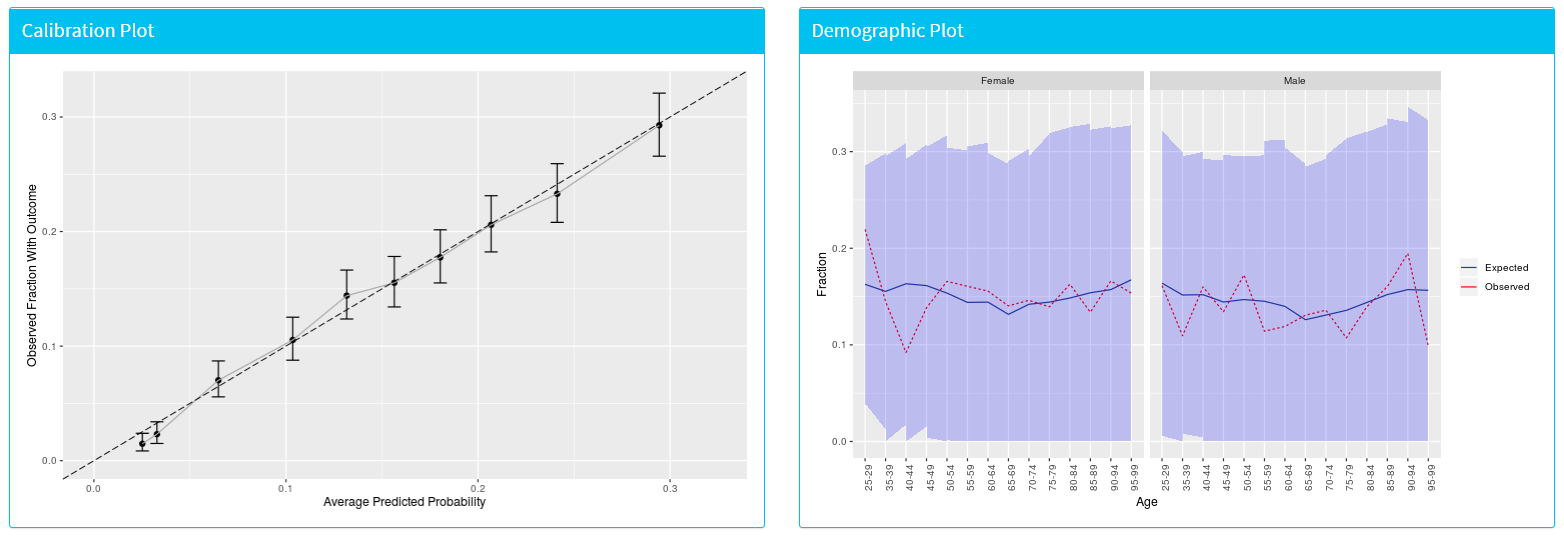 Calibration Plot
Observed Fraction With Outcome
0.3
0.2
0.1
0.0
0.0 0.1 0.2 0.3
Average Predicted Probability
Demographic Plot
Female Male
Fraction
0.3
0.2
0.1
0.0
25-29 35-39 40-44 45-49 50-54 55-59 60-64 65-69 70-74 75-79 80-84 85-89 90-94 95-99 25-29 35-39 40-44 45-49 50-54 55-59 60-64 65-69 70-74 75-79 80-84 85-89 90-94 95-99
Age
Expected
Observed